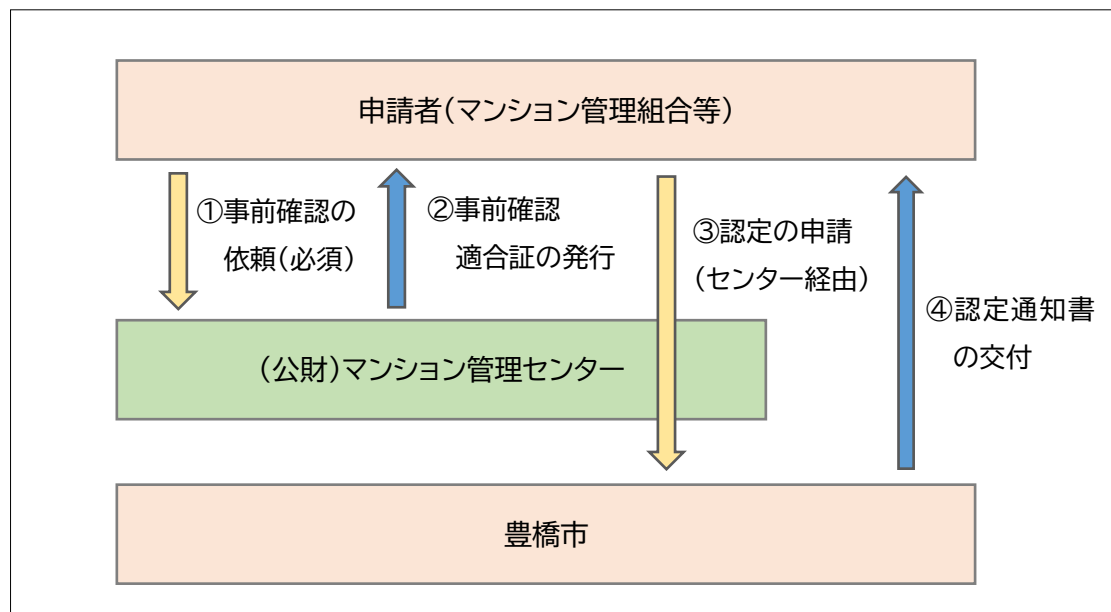 申請者(マンション管理組合等)
①事前確認の
依頼(必須)
②事前確認
適合証の発行
③認定の申請
(センター経由)
④認定通知書
の交付
(公財)マンション管理センター
豊橋市